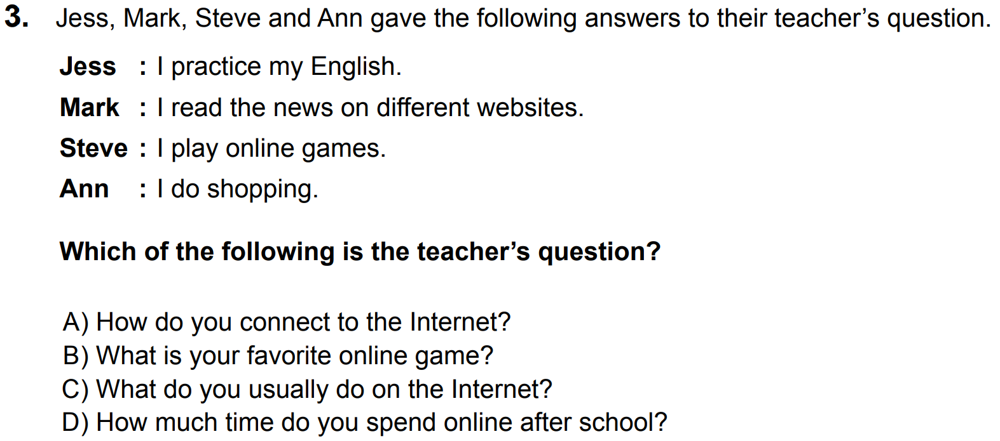 3. Jess, Mark, Steve and Ann gave the following answers to their teacher’s question.
Jess : I practice my English.
Mark : I read the news on different websites.
Steve : I play online games.
Ann : I do shopping.
Which of the following is the teacher’s question?
A) How do you connect to the Internet?
B) What is your favorite online game?
C) What do you usually do on the Internet?
D) How much time do you spend online after school?